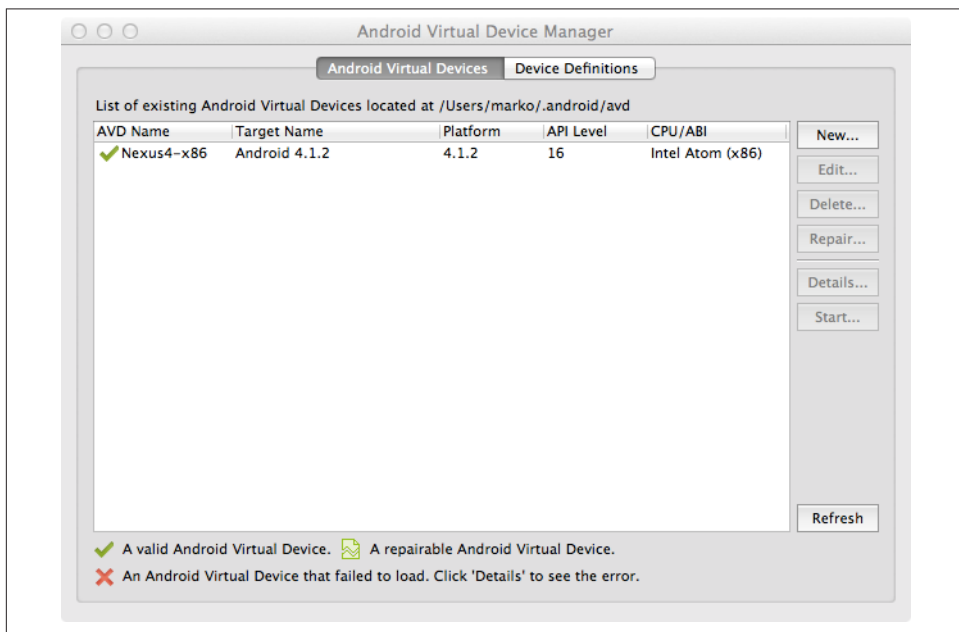 Android Virtual Device Manager
Android Virtual Devices Device Definitions
List of existing Android Virtual Devices located at /Users/marko/.android/avd
AVD Name Target Name Platform API Level CPU/ABI
Nexus4-x86 Android 4.1.2 4.1.2 16 Intel Atom (x86)
New...
Edit...
Delete...
Repair...
Details...
Start...
Refresh
A valid Android Virtual Device. A repairable Android Virtual Device.
An Android Virtual Device that failed to load. Click 'Details' to see the error.